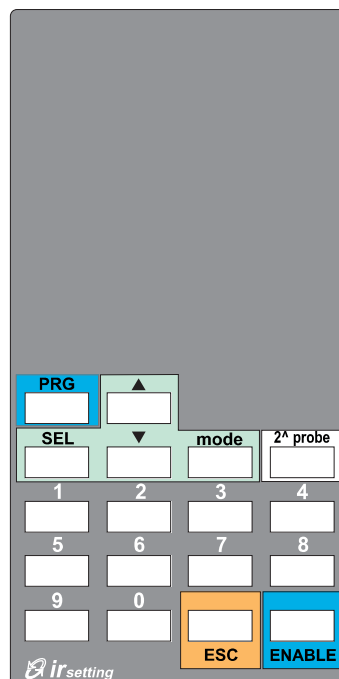 PRG ▲
SEL ▼ mode 2^ probe
1 2 3 4
5 6 7 8
9 0
ESC ENABLE
irsetting